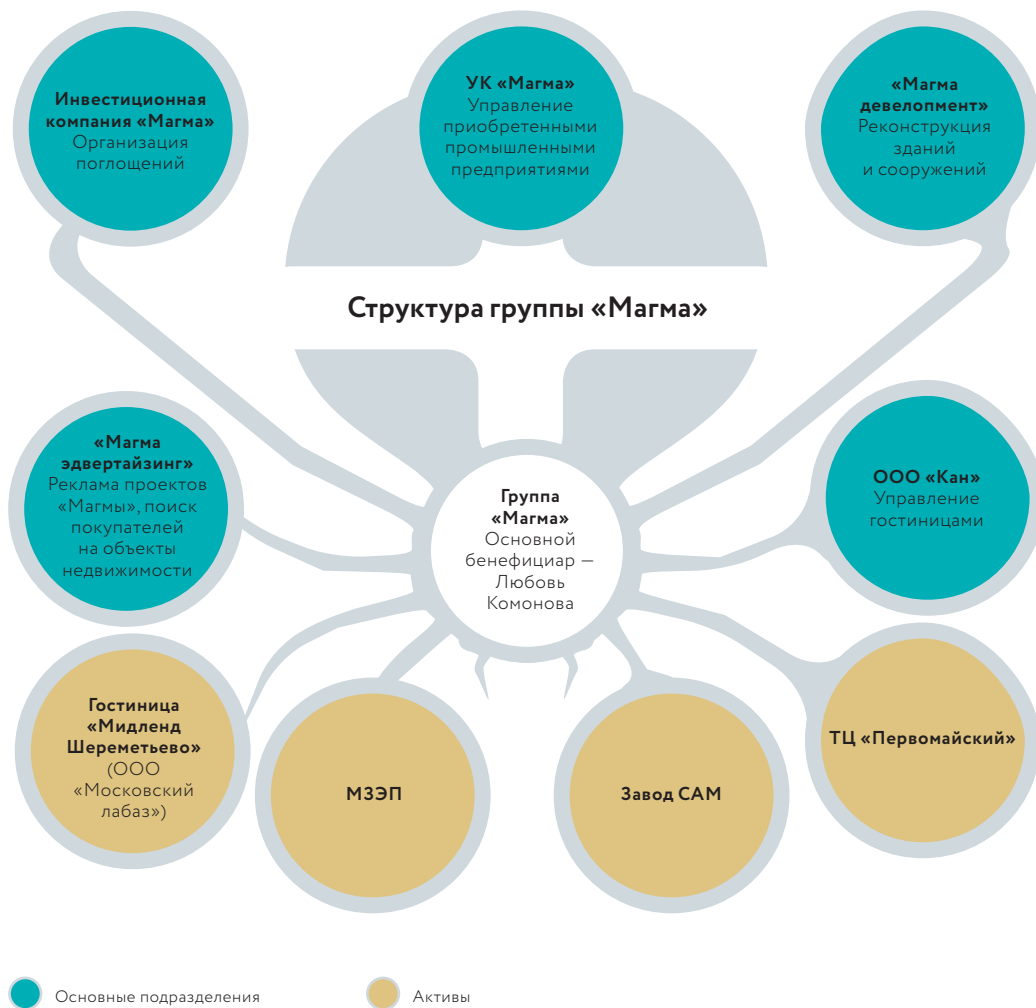 Инвестиционная
компания «Магма»
Организация
поглощений
УК «Магма»
Управление
приобретенными
промышленными
предприятиями
«Магма
девелопмент»
Реконструкция
зданий
и сооружений
Структура группы «Магма»
«Магма
эдвертайзинг»
Реклама проектов
«Магмы», поиск
покупателей
на объекты
недвижимости
Группа
«Магма»
Основной
бенефициар —
Любовь
Комонова
ООО «Кан»
Управление
гостиницами
Гостиница
«Мидленд
Шереметьево»
(ООО
«Московский
лабаз»)
МЗЭП
Завод САМ
ТЦ «Первомайский»
Основные подразделения
Активы